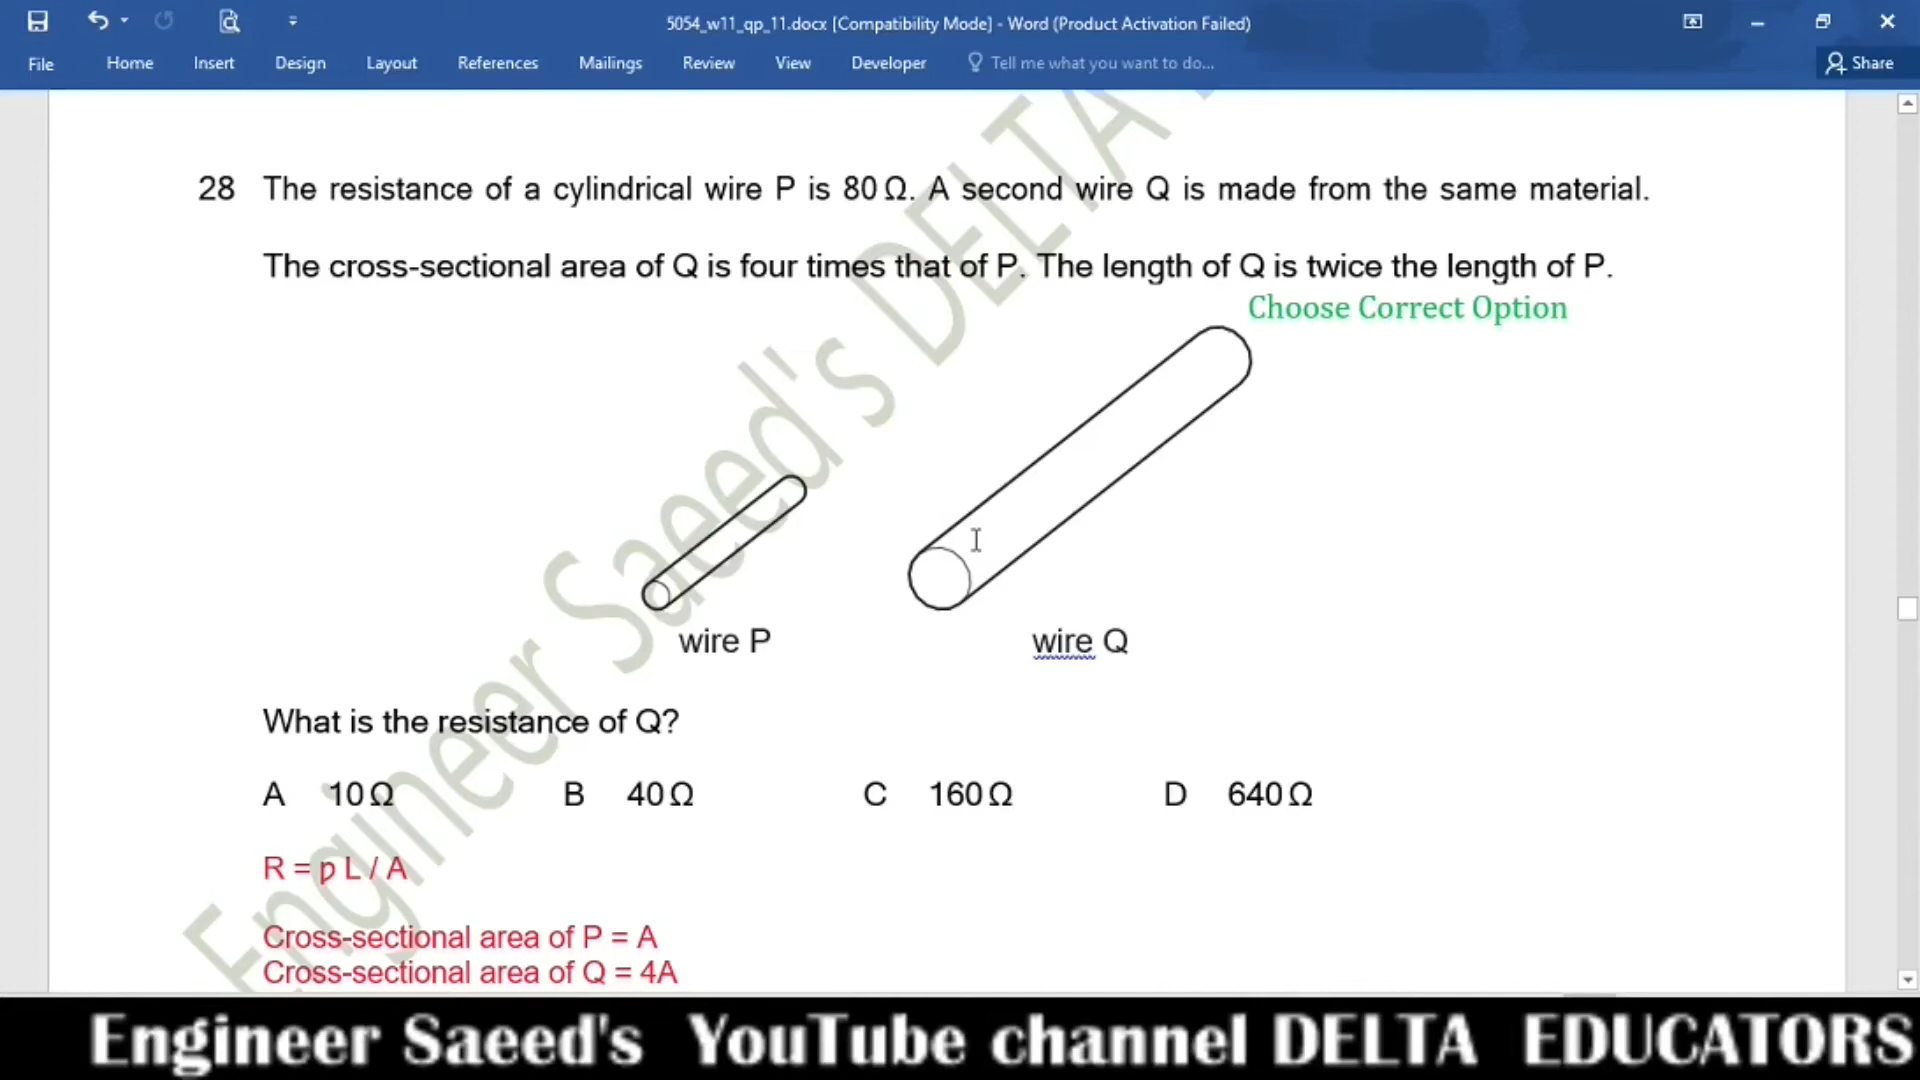 5054_w11_qp_11.docx [Compatibility Mode] - Word (Product Activation Failed)
File Home Insert Design Layout References Mailings Review View Developer Tell me what you want to do... Share
28 The resistance of a cylindrical wire P is 80 Ω. A second wire Q is made from the same material.
The cross-sectional area of Q is four times that of P. The length of Q is twice the length of P.
Choose Correct Option
wire P wire Q
What is the resistance of Q?
A 10 Ω B 40 Ω C 160 Ω D 640 Ω
R = p L / A
Cross-sectional area of P = A
Cross-sectional area of Q = 4A
Engineer Saeed's DELTA
Engineer Saeed's YouTube channel DELTA EDUCATORS